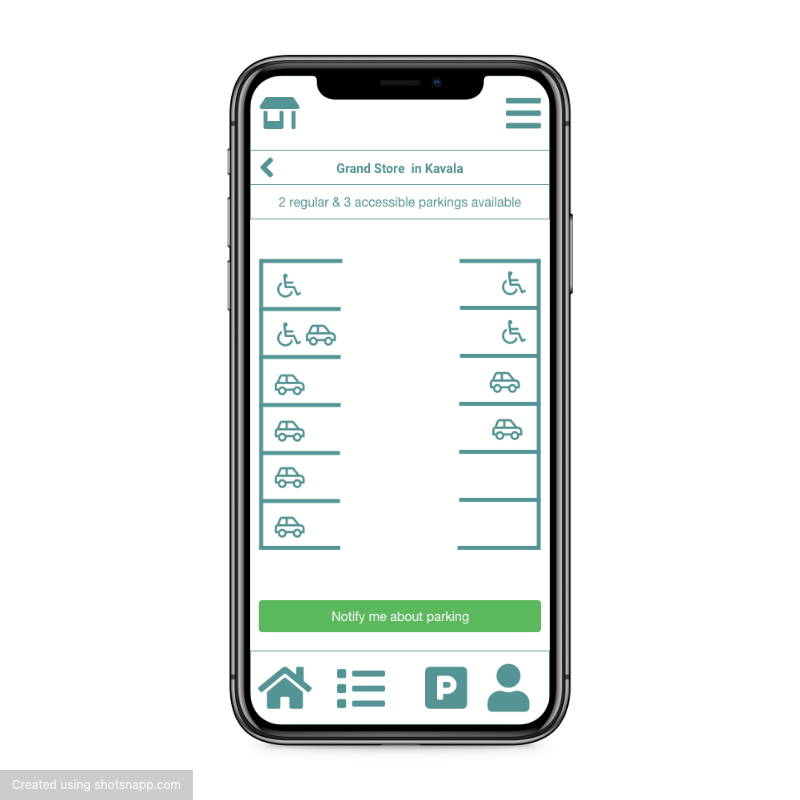 Grand Store in Kavala
2 regular & 3 accessible parkings available
Notify me about parking
P
Created using shotsnapp.com